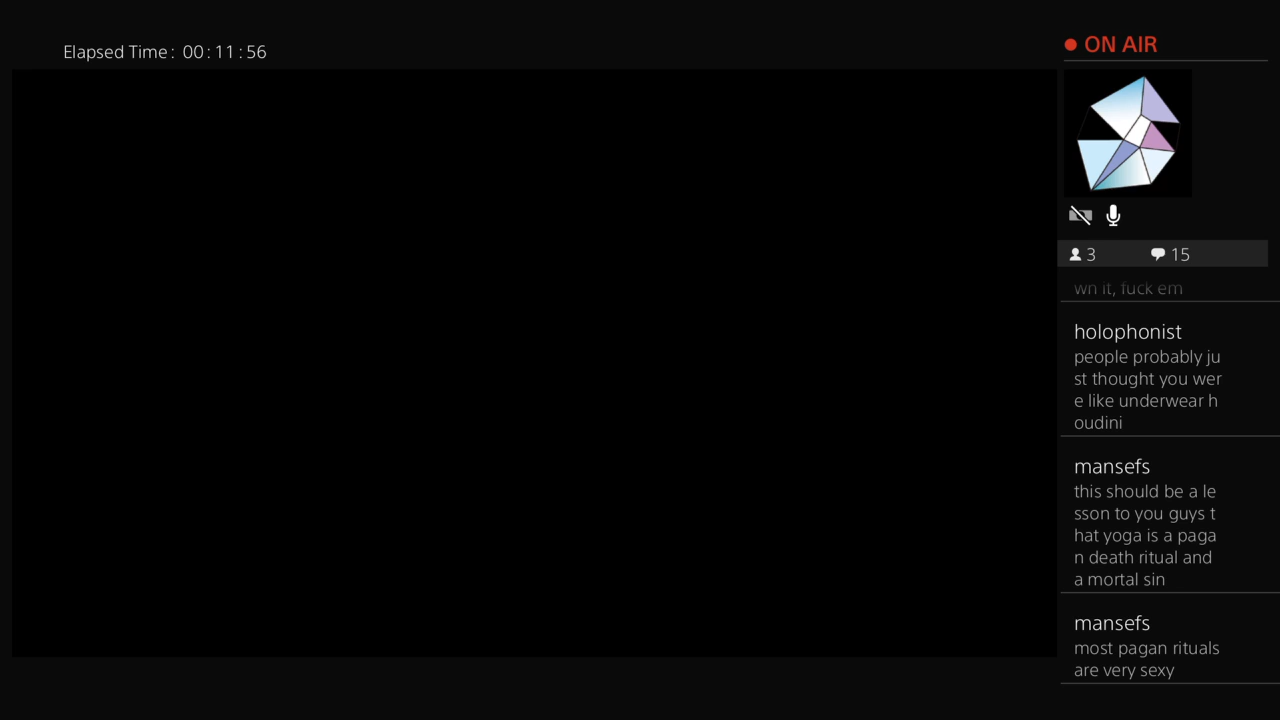 Elapsed Time: 00:11:56
ON AIR
3 15
wn it, fuck em
holophonist
people probably ju
st thought you wer
e like underwear h
oudini
mansefs
this should be a le
sson to you guys t
hat yoga is a paga
n death ritual and
a mortal sin
mansefs
most pagan rituals
are very sexy